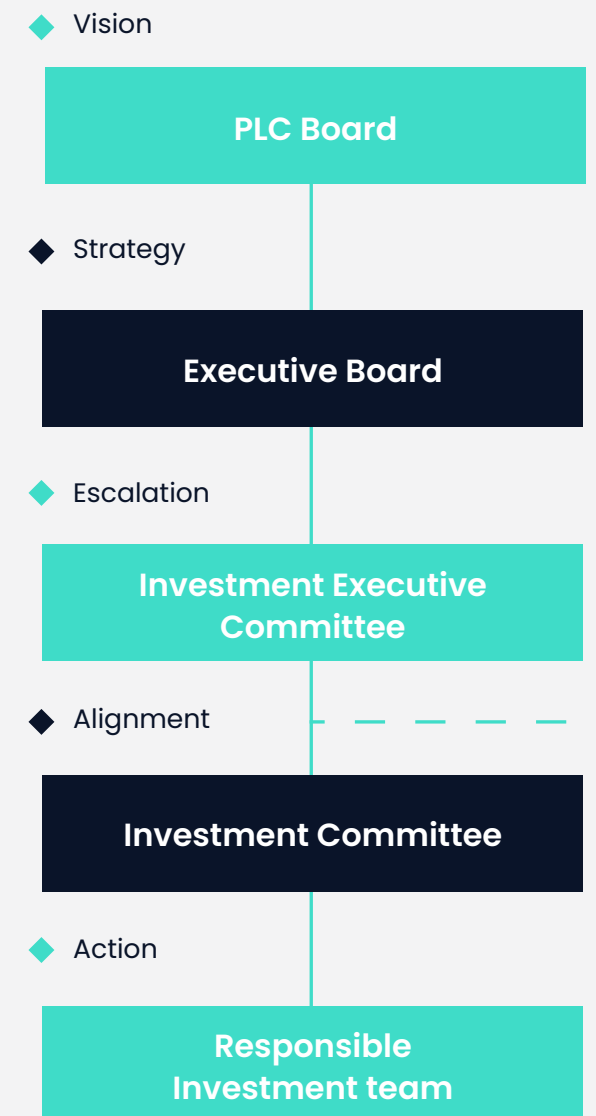 Vision
PLC Board
Strategy
Executive Board
Escalation
Investment Executive
Committee
Alignment
Investment Committee
Action
Responsible
Investment team